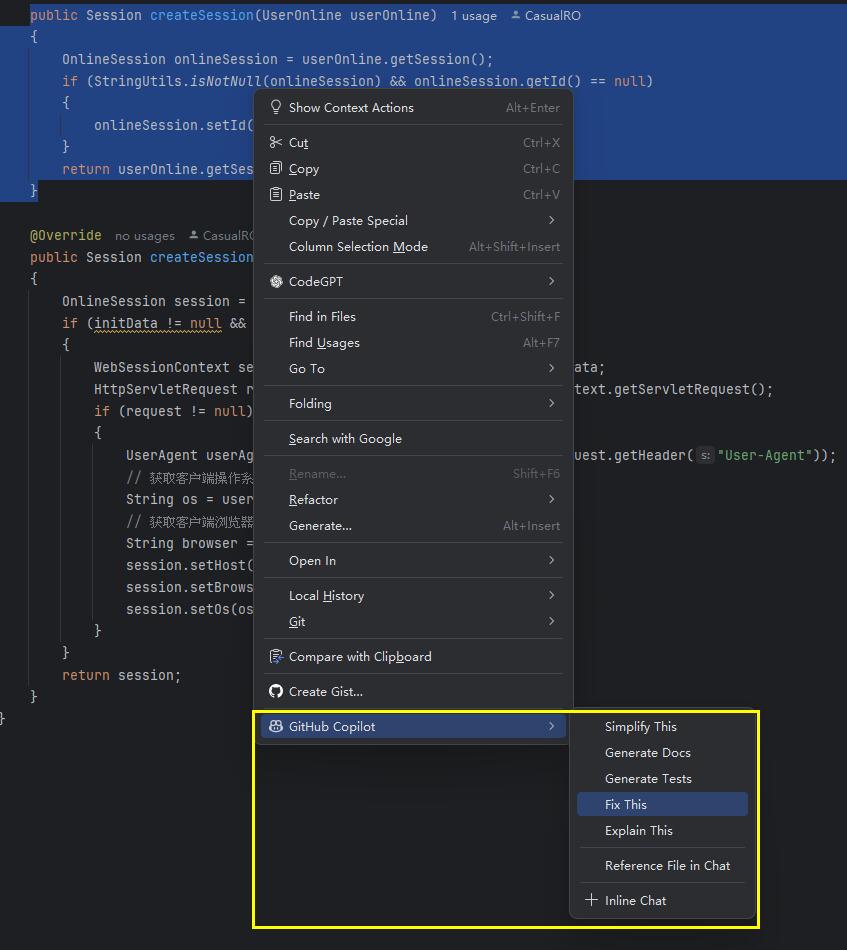 public Session createSession(UserOnline userOnline) 1 usage CasualRO
{
OnlineSession onlineSession = userOnline.getSession();
if (StringUtils.isNotNull(onlineSession) && onlineSession.getId() == null)
{
onlineSession.setId(
}
return userOnline.getSes
}
@Override no usages CasualRO
public Session createSession
{
OnlineSession session =
if (initData != null &&
{
WebSessionContext se
ata;
HttpServletRequest r
text.getServletRequest();
if (request != null)
{
UserAgent userAg
uest.getHeader( s: "User-Agent"));
// 获取客户端操作系
String os = user
// 获取客户端浏览器
String browser =
session.setHost(
session.setBrows
session.setOs(os
}
}
return session;
}
}
Show Context Actions Alt+Enter
Cut Ctrl+X
Copy Ctrl+C
Paste Ctrl+V
Copy / Paste Special
Column Selection Mode Alt+Shift+Insert
CodeGPT
Find in Files Ctrl+Shift+F
Find Usages Alt+F7
Go To
Folding
Search with Google
Rename... Shift+F6
Refactor
Generate... Alt+Insert
Open In
Local History
Git
Compare with Clipboard
Create Gist...
GitHub Copilot
Simplify This
Generate Docs
Generate Tests
Fix This
Explain This
Reference File in Chat
Inline Chat